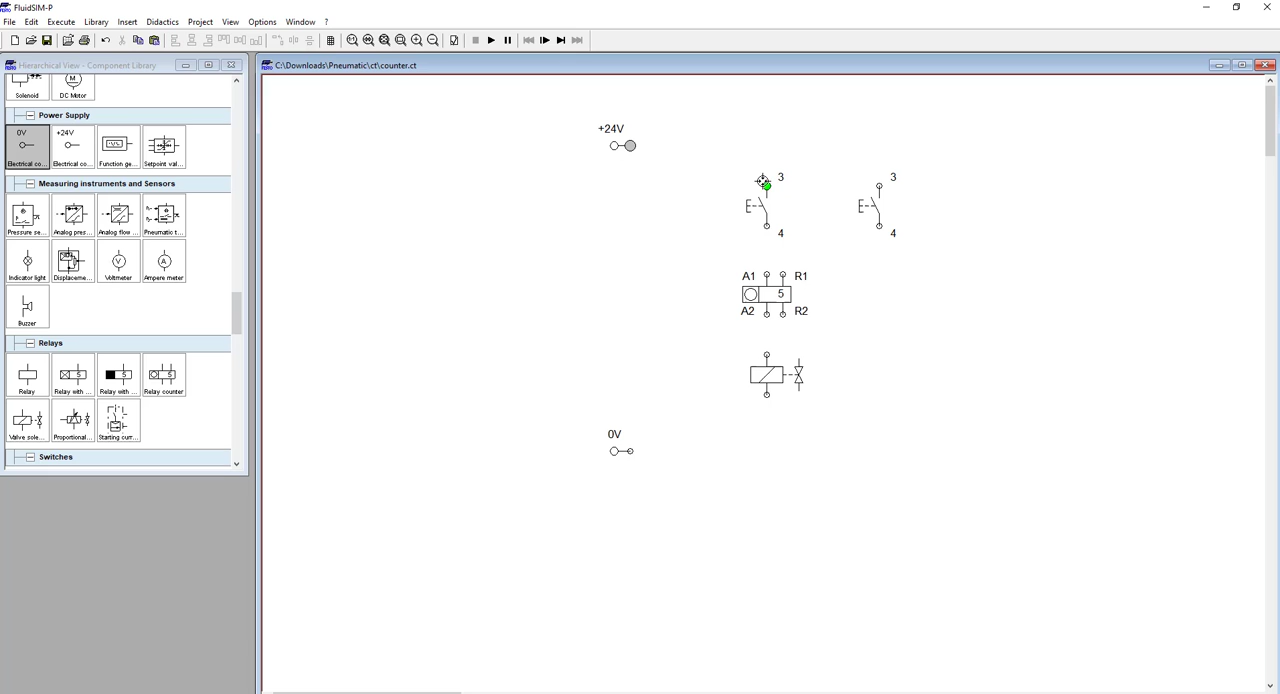 FluidSIM-P
File Edit Execute Library Insert Didactics Project View Options Window ?
Hierarchical View - Component Library
Solenoid DC Motor
Power Supply
0V +24V
Electrical co... Electrical co... Function ge... Setpoint val...
Measuring instruments and Sensors
Pressure se... Analog pres... Analog flow ... Pneumatic t...
V A
Indicator light Displaceme... Voltmeter Ampere meter
Buzzer
Relays
Relay Relay with ... Relay with ... Relay counter
Valve sole... Proportional... Starting curr...
Switches
C:\Downloads\Pneumatic\ct\counter.ct
+24V
3 3
4 4
A1 R1
5
A2 R2
0V